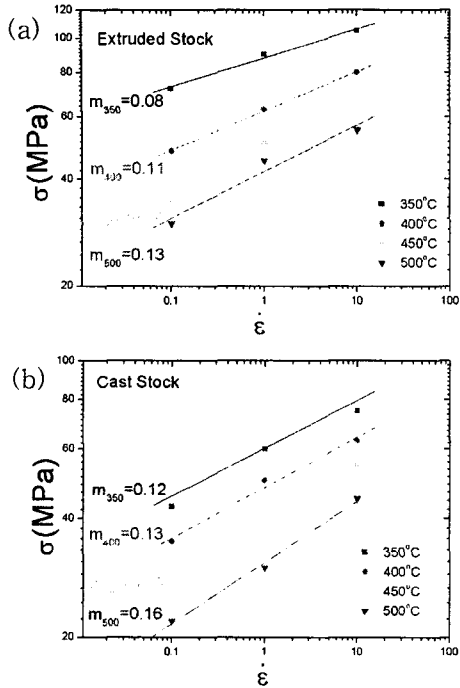 (a)
Extruded Stock
120
100
80
60
40
20
σ(MPa)
m350=0.08
m400=0.11
m500=0.13
350°C
400°C
450°C
500°C
0.1
1
10
100
ε̇
(b)
Cast Stock
100
80
60
40
20
σ(MPa)
m350=0.12
m400=0.13
m500=0.16
350°C
400°C
450°C
500°C
0.1
1
10
100
ε̇